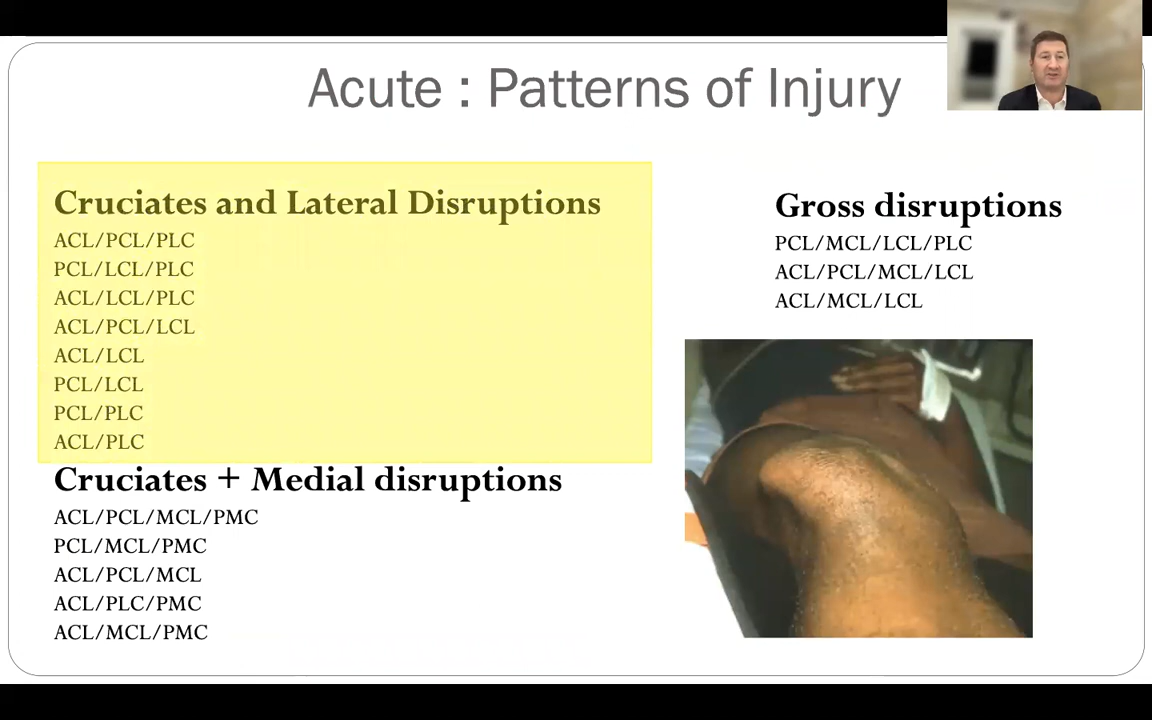 Acute : Patterns of Injury
Cruciates and Lateral Disruptions
ACL/PCL/PLC
PCL/LCL/PLC
ACL/LCL/PLC
ACL/PCL/LCL
ACL/LCL
PCL/LCL
PCL/PLC
ACL/PLC
Cruciates + Medial disruptions
ACL/PCL/MCL/PMC
PCL/MCL/PMC
ACL/PCL/MCL
ACL/PLC/PMC
ACL/MCL/PMC
Gross disruptions
PCL/MCL/LCL/PLC
ACL/PCL/MCL/LCL
ACL/MCL/LCL